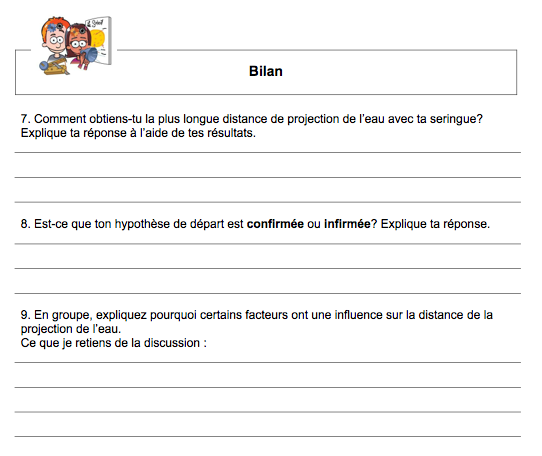 Bilan
7. Comment obtiens-tu la plus longue distance de projection de l'eau avec ta seringue?
Explique ta réponse à l'aide de tes résultats.
8. Est-ce que ton hypothèse de départ est confirmée ou infirmée? Explique ta réponse.
9. En groupe, expliquez pourquoi certains facteurs ont une influence sur la distance de la
projection de l'eau.
Ce que je retiens de la discussion :